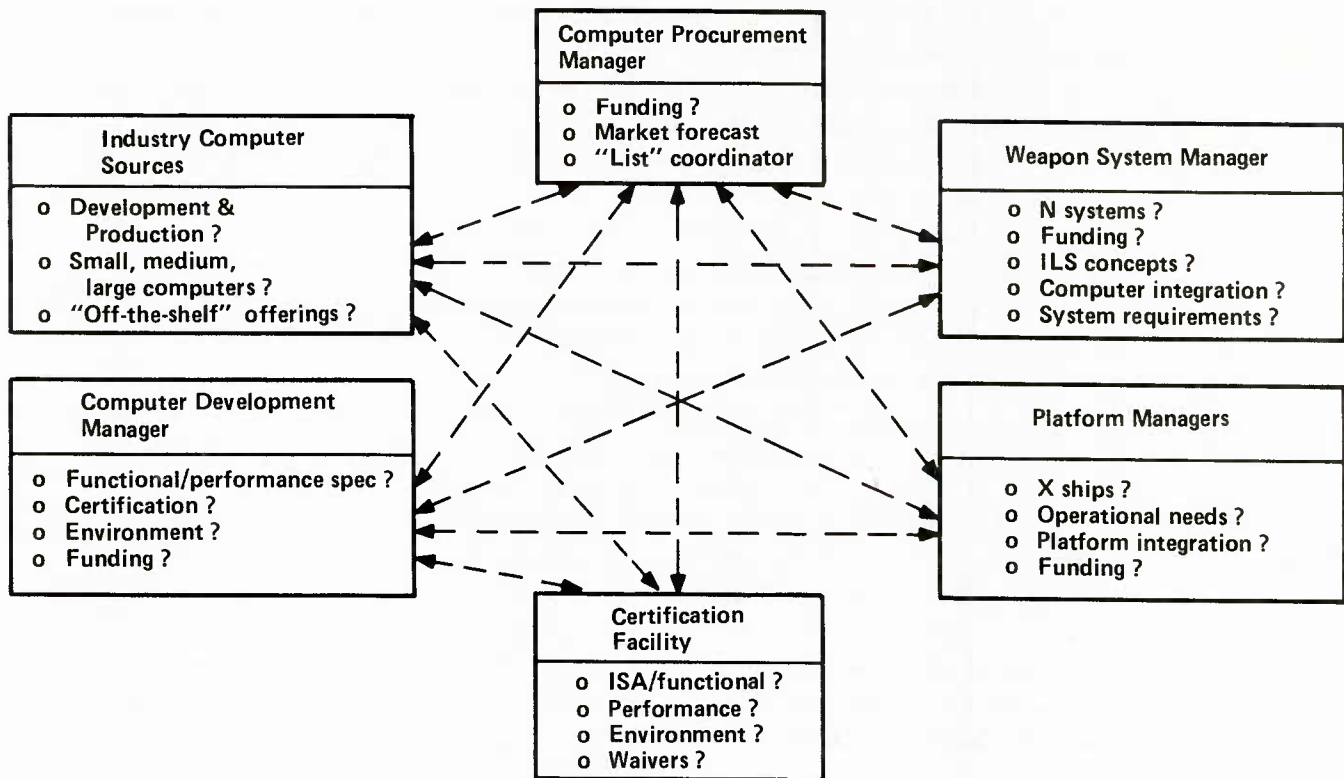 Computer Procurement
Manager
o Funding ?
o Market forecast
o “List” coordinator
Industry Computer
Sources
o Development &
Production ?
o Small, medium,
large computers ?
o “Off-the-shelf” offerings ?
Weapon System Manager
o N systems ?
o Funding ?
o ILS concepts ?
o Computer integration ?
o System requirements ?
Computer Development
Manager
o Functional/performance spec ?
o Certification ?
o Environment ?
o Funding ?
Platform Managers
o X ships ?
o Operational needs ?
o Platform integration ?
o Funding ?
Certification
Facility
o ISA/functional ?
o Performance ?
o Environment ?
o Waivers ?